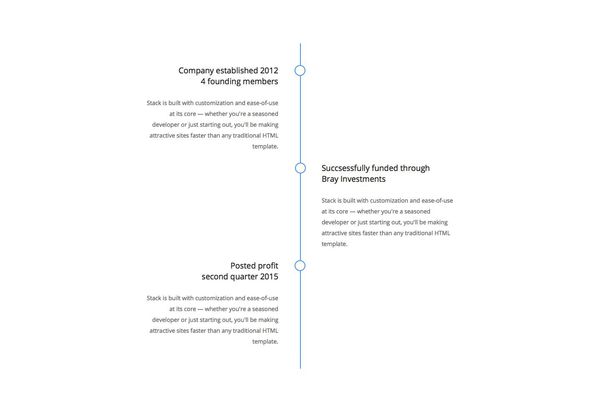 Company established 2012
4 founding members
Stack is built with customization and ease-of-use
at its core — whether you're a seasoned
developer or just starting out, you'll be making
attractive sites faster than any traditional HTML
template.
Succsessfully funded through
Bray Investments
Stack is built with customization and ease-of-use
at its core — whether you're a seasoned
developer or just starting out, you'll be making
attractive sites faster than any traditional HTML
template.
Posted profit
second quarter 2015
Stack is built with customization and ease-of-use
at its core — whether you're a seasoned
developer or just starting out, you'll be making
attractive sites faster than any traditional HTML
template.